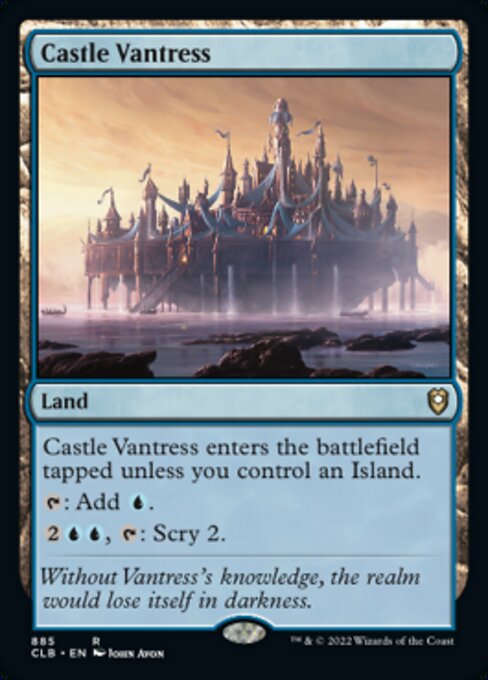 Castle Vantress
Land
Castle Vantress enters the battlefield
tapped unless you control an Island.
: Add .
2, : Scry 2.
Without Vantress's knowledge, the realm
would lose itself in darkness.
885 R
CLB • EN John Avon
™ & © 2022 Wizards of the Coast